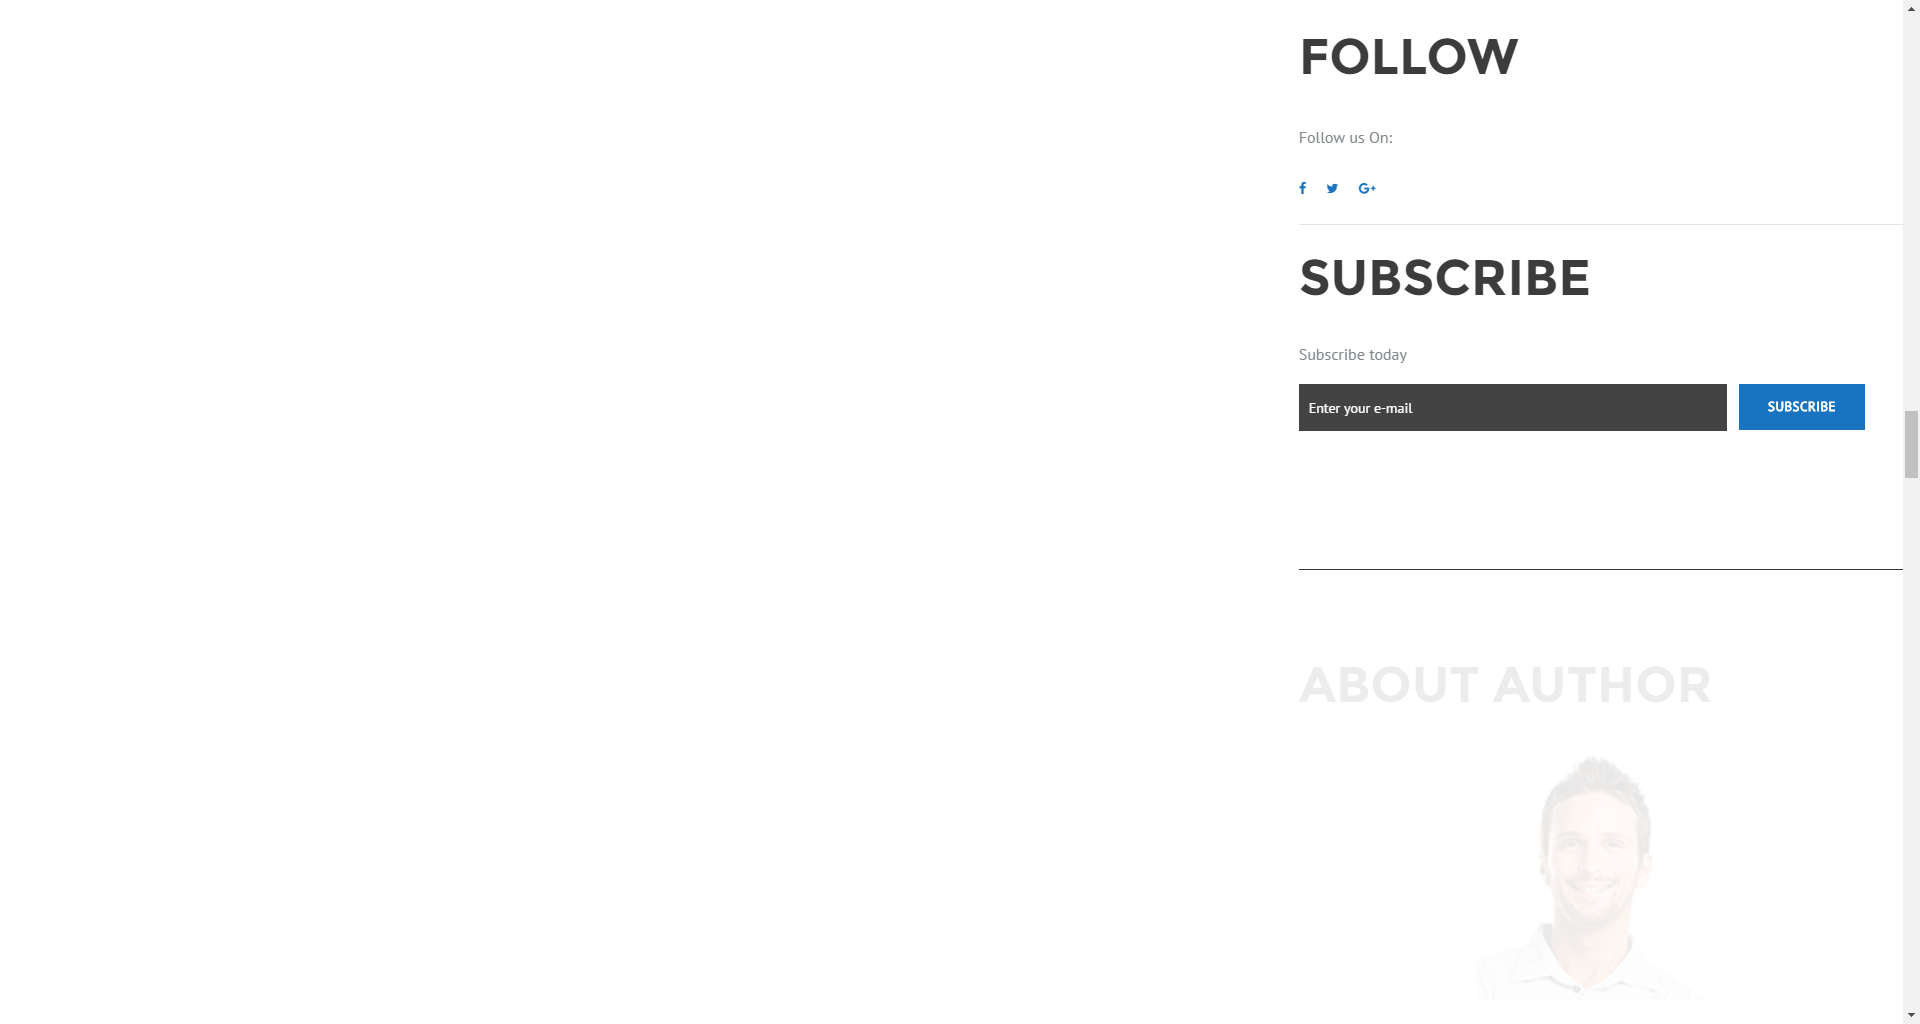 FOLLOW
Follow us On:
SUBSCRIBE
Subscribe today
Enter your e-mail
SUBSCRIBE
ABOUT AUTHOR